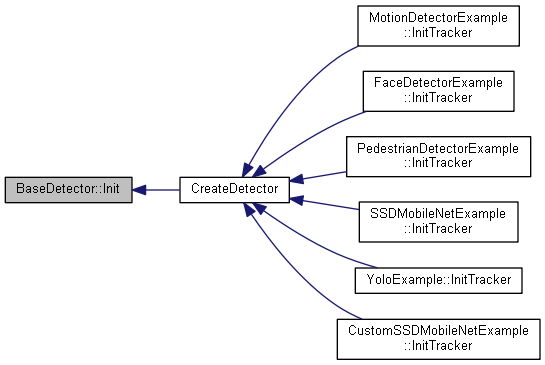 MotionDetectorExample
::InitTracker
FaceDetectorExample
::InitTracker
PedestrianDetectorExample
::InitTracker
BaseDetector::Init
CreateDetector
SSDMobileNetExample
::InitTracker
YoloExample::InitTracker
CustomSSDMobileNetExample
::InitTracker